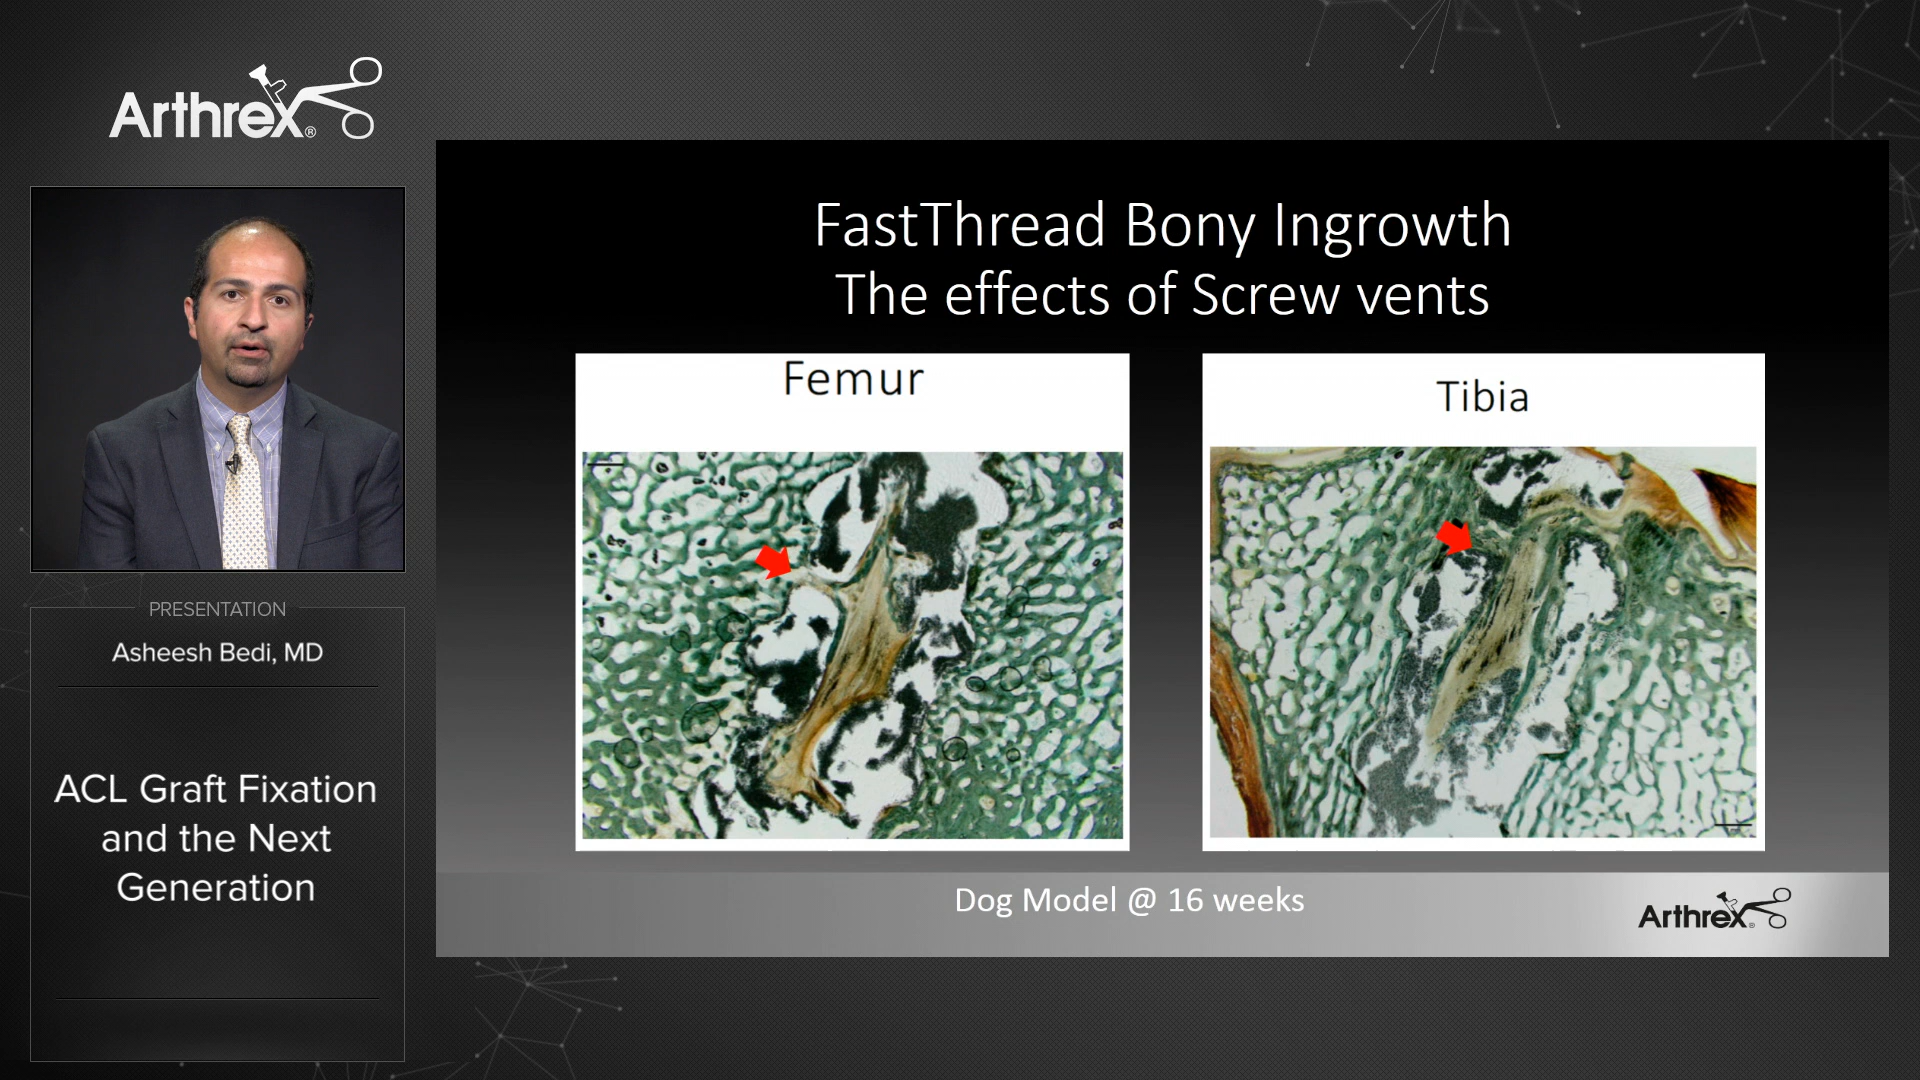 Arthrex®
PRESENTATION
Asheesh Bedi, MD
ACL Graft Fixation
and the Next
Generation
FastThread Bony Ingrowth
The effects of Screw vents
Femur
Tibia
Dog Model @ 16 weeks
Arthrex®